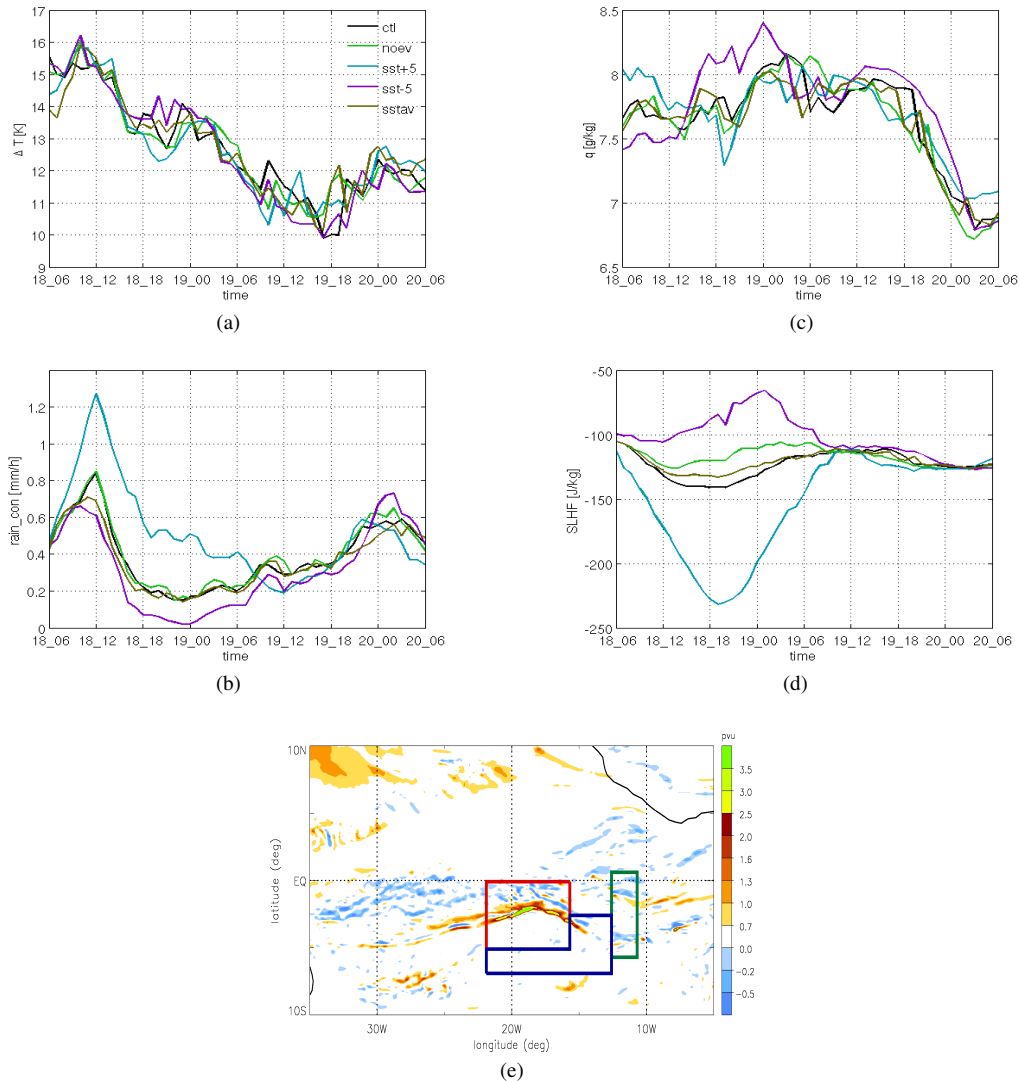 17
16
15
14
13
12
11
10
9
Δ T[K]
ctl
noev
sst+5
sst-5
sstav
18_06 18_12 18_18 19_00 19_06 19_12 19_18 20_00 20_06
time
(a)
9
8.5
8
7.5
7
6.5
q [g/kg]
18_06 18_12 18_18 19_00 19_06 19_12 19_18 20_00 20_06
time
(c)
1.2
1
0.8
0.6
0.4
0.2
0
rain_con [mm/h]
18_06 18_12 18_18 19_00 19_06 19_12 19_18 20_00 20_06
time
(b)
-50
-100
-150
-200
-250
SLHF [J/kg]
18_06 18_12 18_18 19_00 19_06 19_12 19_18 20_00 20_06
time
(d)
10N
EQ
10S
latitude (deg)
30W 20W 10W
longitude (deg)
pvu
3.5
3.0
2.5
2.0
1.6
1.3
1.0
0.7
0.0
-0.2
-0.5
(e)